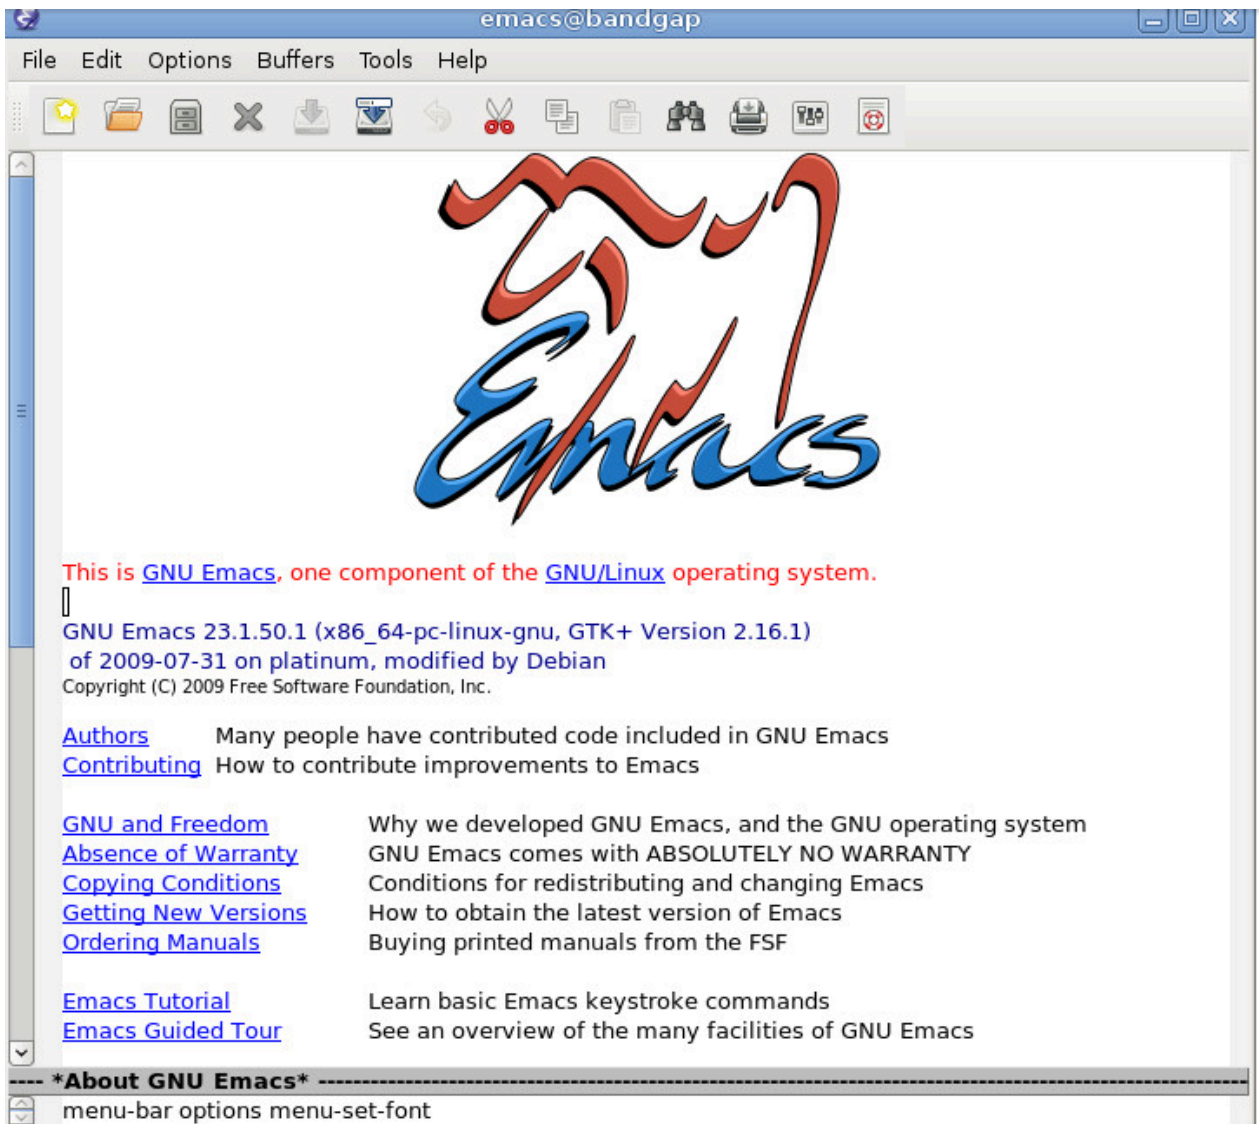 emacs@bandgap
File Edit Options Buffers Tools Help
Emacs
This is GNU Emacs, one component of the GNU/Linux operating system.
GNU Emacs 23.1.50.1 (x86_64-pc-linux-gnu, GTK+ Version 2.16.1)
of 2009-07-31 on platinum, modified by Debian
Copyright (C) 2009 Free Software Foundation, Inc.
Authors Many people have contributed code included in GNU Emacs
Contributing How to contribute improvements to Emacs
GNU and Freedom Why we developed GNU Emacs, and the GNU operating system
Absence of Warranty GNU Emacs comes with ABSOLUTELY NO WARRANTY
Copying Conditions Conditions for redistributing and changing Emacs
Getting New Versions How to obtain the latest version of Emacs
Ordering Manuals Buying printed manuals from the FSF
Emacs Tutorial Learn basic Emacs keystroke commands
Emacs Guided Tour See an overview of the many facilities of GNU Emacs
---- *About GNU Emacs* ----
menu-bar options menu-set-font